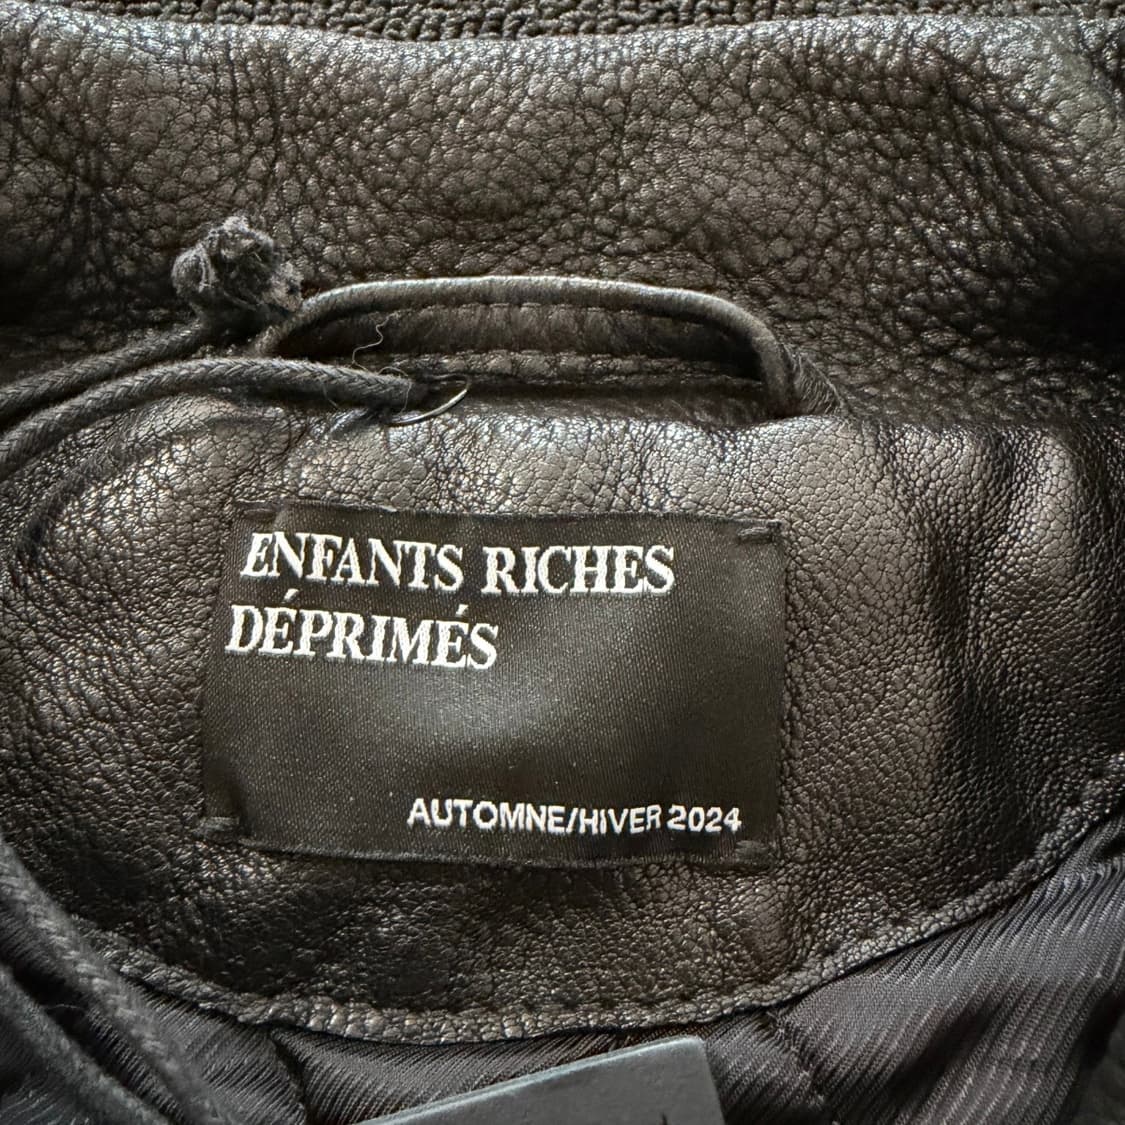 ENFANTS RICHES
DÉPRIMÉS
AUTOMNE/HIVER 2024